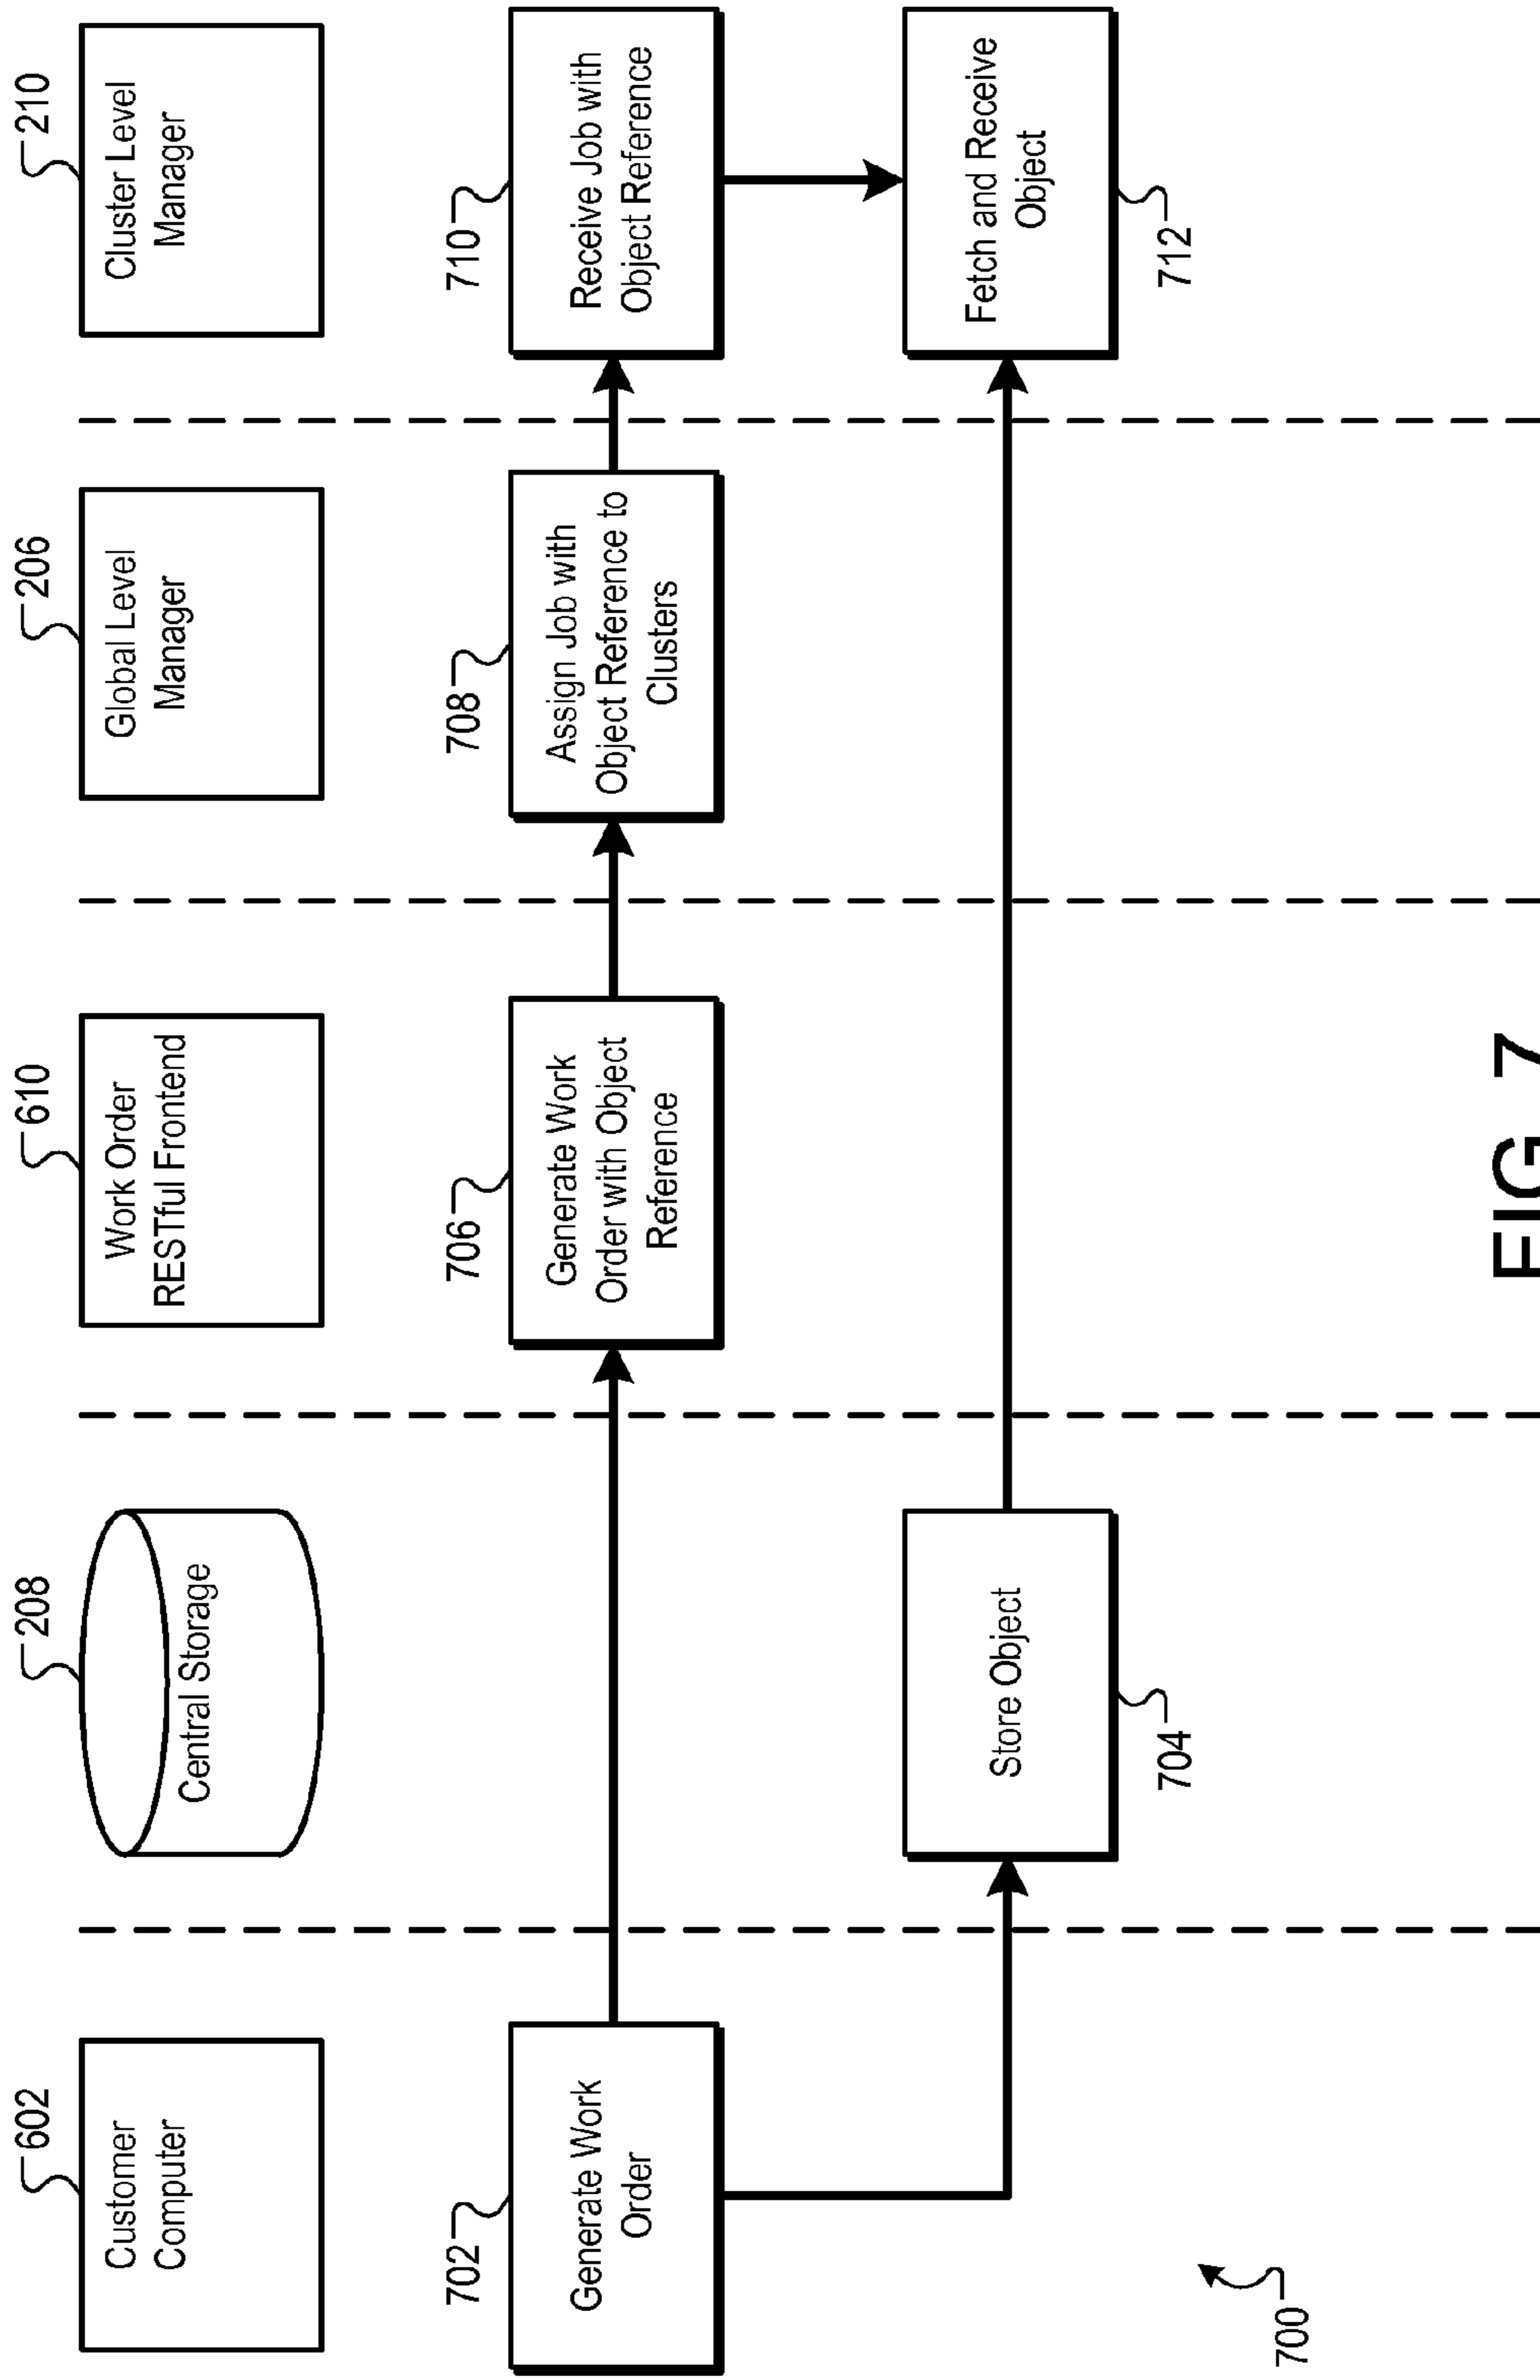 602
Customer
Computer
208
Central Storage
610
Work Order
RESTful Frontend
206
Global Level
Manager
210
Cluster Level
Manager
702
Generate Work
Order
706
Generate Work
Order with Object
Reference
708
Assign Job with
Object Reference to
Clusters
710
Receive Job with
Object Reference
Store Object
704
Fetch and Receive
Object
712
700
FIG. 7